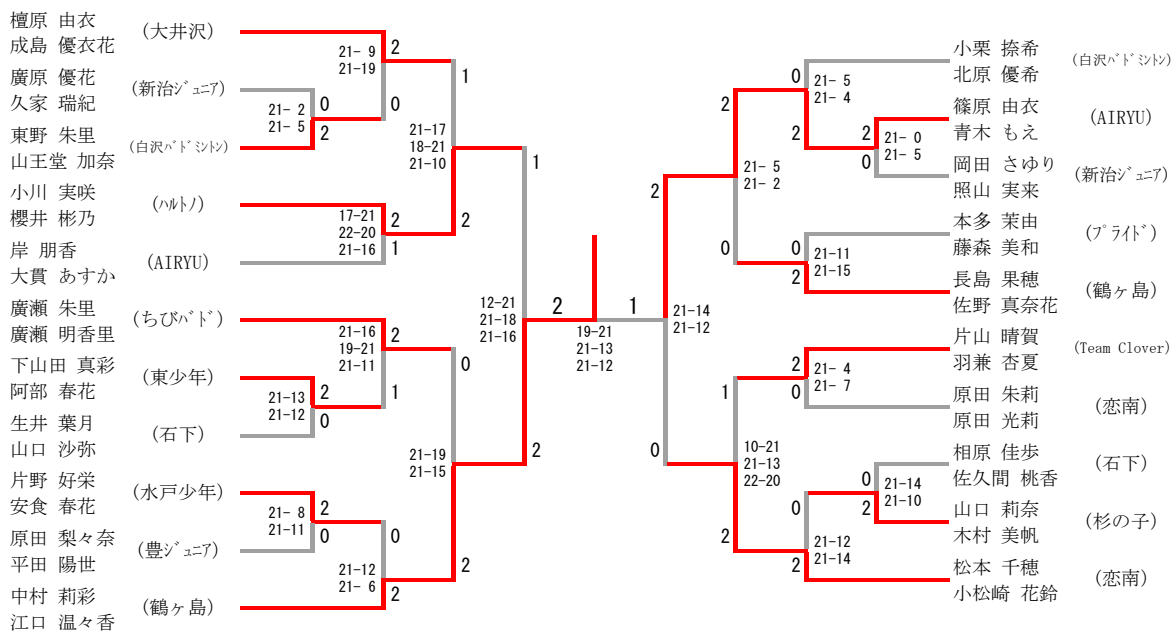 檀原 由衣
成島 優衣花
(大井沢)
廣原 優花
久家 瑞紀
(新治ｼﾞｭﾆｱ)
東野 朱里
山王堂 加奈
(白沢ﾊﾞﾄﾞﾐﾝﾄﾝ)
小川 実咲
櫻井 彬乃
(ﾊﾙﾄﾉ)
岸 朋香
大貫 あすか
(AIRYU)
廣瀬 朱里
廣瀬 明香里
(ちびﾊﾞﾄﾞ)
下山田 真彩
阿部 春花
(東少年)
生井 葉月
山口 沙弥
(石下)
片野 好栄
安食 春花
(水戸少年)
原田 梨々奈
平田 陽世
(豊ｼﾞｭﾆｱ)
中村 莉彩
江口 温々香
(鶴ヶ島)
21- 2
21- 5
0
2
21- 9
21-19
2
0
17-21
22-20
21-16
2
1
21-17
18-21
21-10
1
2
21-13
21-12
2
0
21-16
19-21
21-11
2
1
21- 8
21-11
2
0
21-12
21- 6
0
2
21-19
21-15
0
2
12-21
21-18
21-16
1
2
2
1
19-21
21-13
21-12
21-14
21-12
2
0
21- 5
21- 2
2
0
21- 5
21- 4
0
2
2
0
21- 0
21- 5
0
2
21-11
21-15
10-21
21-13
22-20
1
2
2
0
21- 4
21- 7
0
2
21-12
21-14
0
2
21-14
21-10
小栗 捺希
北原 優希
(白沢ﾊﾞﾄﾞﾐﾝﾄﾝ)
篠原 由衣
青木 もえ
(AIRYU)
岡田 さゆり
照山 実来
(新治ｼﾞｭﾆｱ)
本多 茉由
藤森 美和
(ﾌﾟﾗｲﾄﾞ)
長島 果穂
佐野 真奈花
(鶴ヶ島)
片山 晴賀
羽兼 杏夏
(Team Clover)
原田 朱莉
原田 光莉
(恋南)
相原 佳歩
佐久間 桃香
(石下)
山口 莉奈
木村 美帆
(杉の子)
松本 千穂
小松崎 花鈴
(恋南)